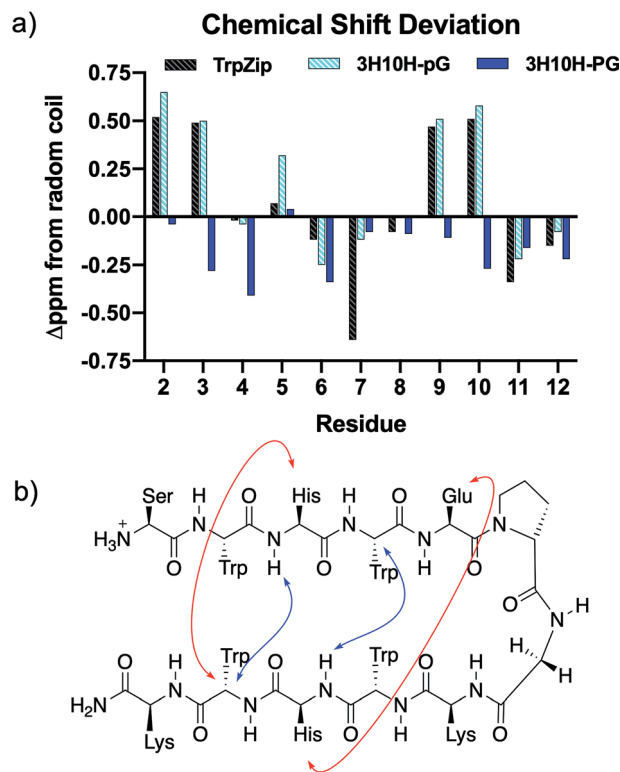 a) Chemical Shift Deviation
TrpZip 3H10H-pG 3H10H-PG
Δppm from radom coil
0.75
0.50
0.25
0.00
-0.25
-0.50
-0.75
2 3 4 5 6 7 8 9 10 11 12
Residue
b)
Ser H O His H O Glu
H3N+ N N N N N
O Trp H O Trp H O
O
N H
H
H
O H Trp O H O H Trp O H
H2N N N N N N
Lys O H His O H Lys O